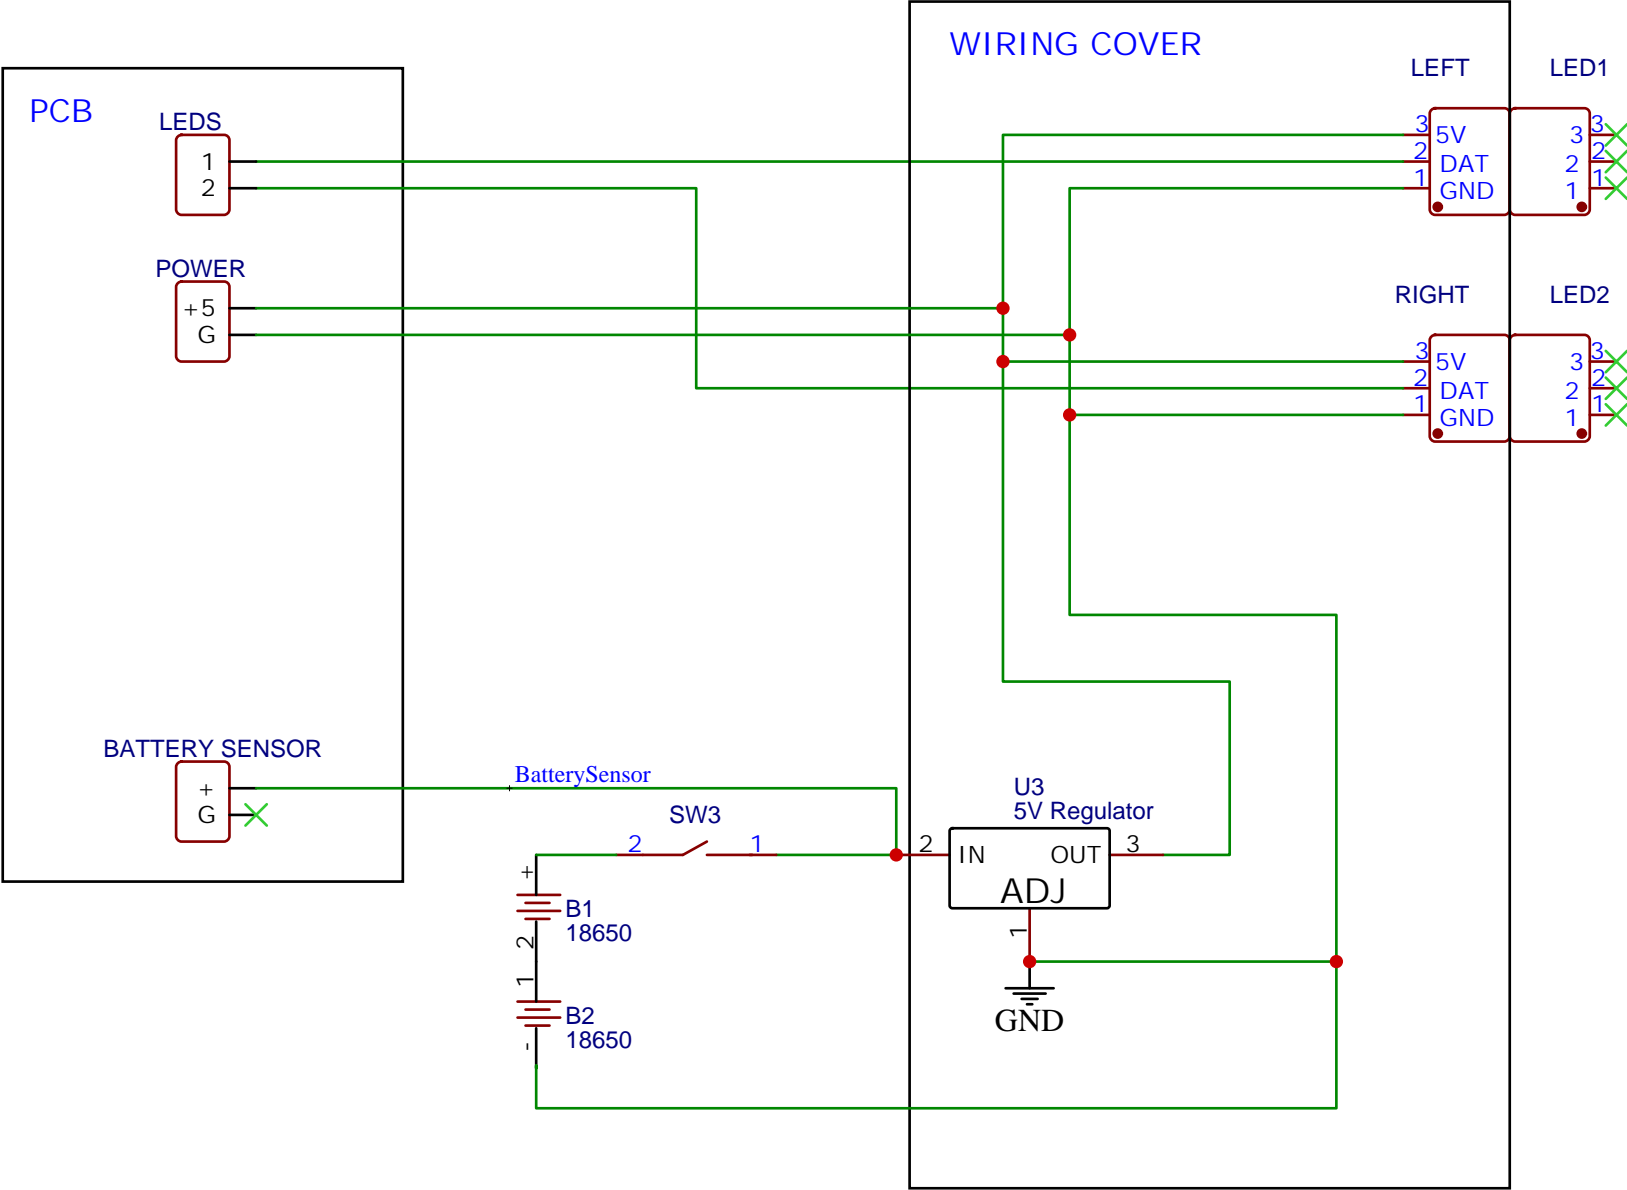 WIRING COVER
PCB
LEDS
1
2
POWER
+5
G
BATTERY SENSOR
+
G
BatterySensor
SW3
2
1
+
B1
18650
2
1
B2
18650
-
U3
5V Regulator
2
IN
OUT
3
ADJ
1
GND
LEFT
LED1
3
5V
3
3
2
DAT
2
2
1
GND
1
1
RIGHT
LED2
3
5V
3
3
2
DAT
2
2
1
GND
1
1